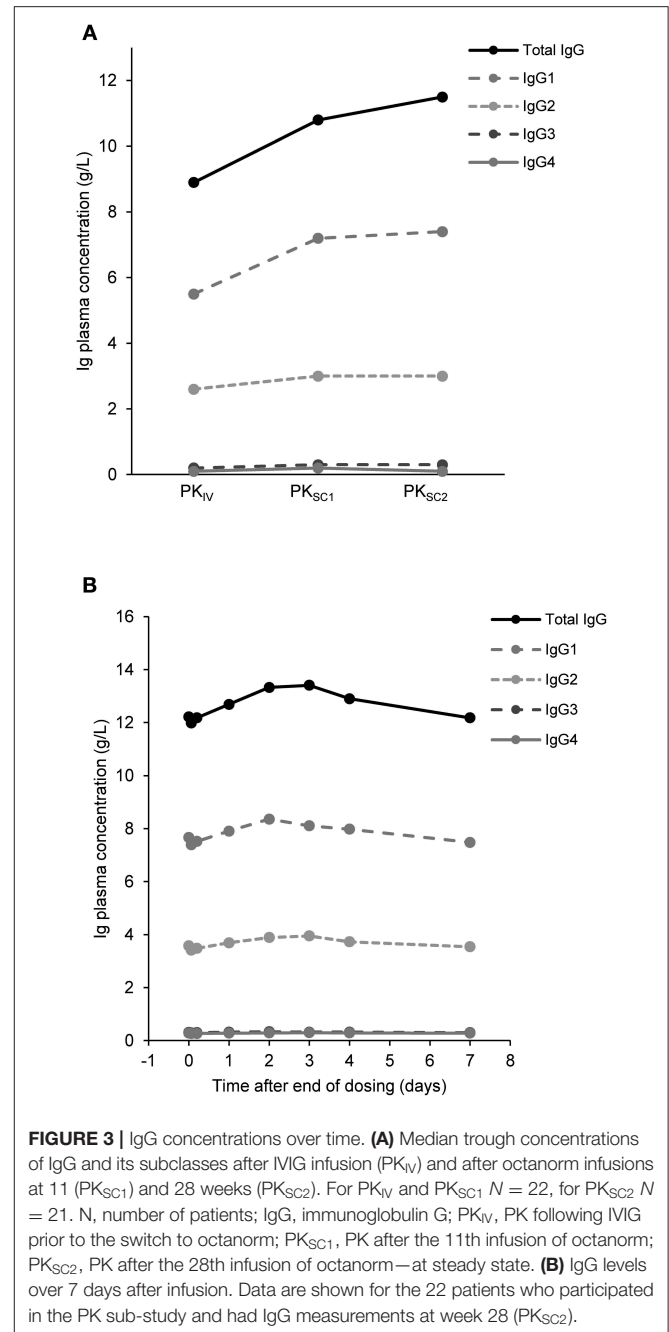 A
Total IgG
IgG1
IgG2
IgG3
IgG4
12
10
8
6
4
2
0
Ig plasma concentration (g/L)
PKIV PKSC1 PKSC2
B
Total IgG
IgG1
IgG2
IgG3
IgG4
16
14
12
10
8
6
4
2
0
Ig plasma concentration (g/L)
-1 0 1 2 3 4 5 6 7 8
Time after end of dosing (days)
FIGURE 3 | IgG concentrations over time. (A) Median trough concentrations
of IgG and its subclasses after IVIG infusion (PKIV) and after octanorm infusions
at 11 (PKSC1) and 28 weeks (PKSC2). For PKIV and PKSC1 N = 22, for PKSC2 N
= 21. N, number of patients; IgG, immunoglobulin G; PKIV, PK following IVIG
prior to the switch to octanorm; PKSC1, PK after the 11th infusion of octanorm;
PKSC2, PK after the 28th infusion of octanorm—at steady state. (B) IgG levels
over 7 days after infusion. Data are shown for the 22 patients who participated
in the PK sub-study and had IgG measurements at week 28 (PKSC2).